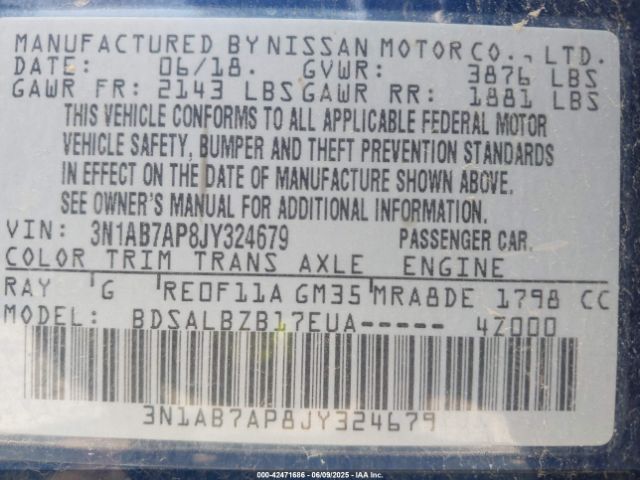 MANUFACTURED BY NISSAN MOTOR CO., LTD.
DATE: 06/18. GVWR: 3876 LBS
GAWR FR: 2143 LBS GAWR RR: 1881 LBS
THIS VEHICLE CONFORMS TO ALL APPLICABLE FEDERAL MOTOR
VEHICLE SAFETY, BUMPER AND THEFT PREVENTION STANDARDS
IN EFFECT ON THE DATE OF MANUFACTURE SHOWN ABOVE.
SEE OWNER'S MANUAL FOR ADDITIONAL INFORMATION.
VIN: 3N1AB7AP8JY324679 PASSENGER CAR.
COLOR TRIM TRANS AXLE ENGINE
RAY G RE0F11A GM35 MRA8DE 1798 CC
MODEL: BDSALBZB17EUA----- 4Z000
3N1AB7AP8JY324679
000-42471686 - 06/09/2025 - IAAI.CA